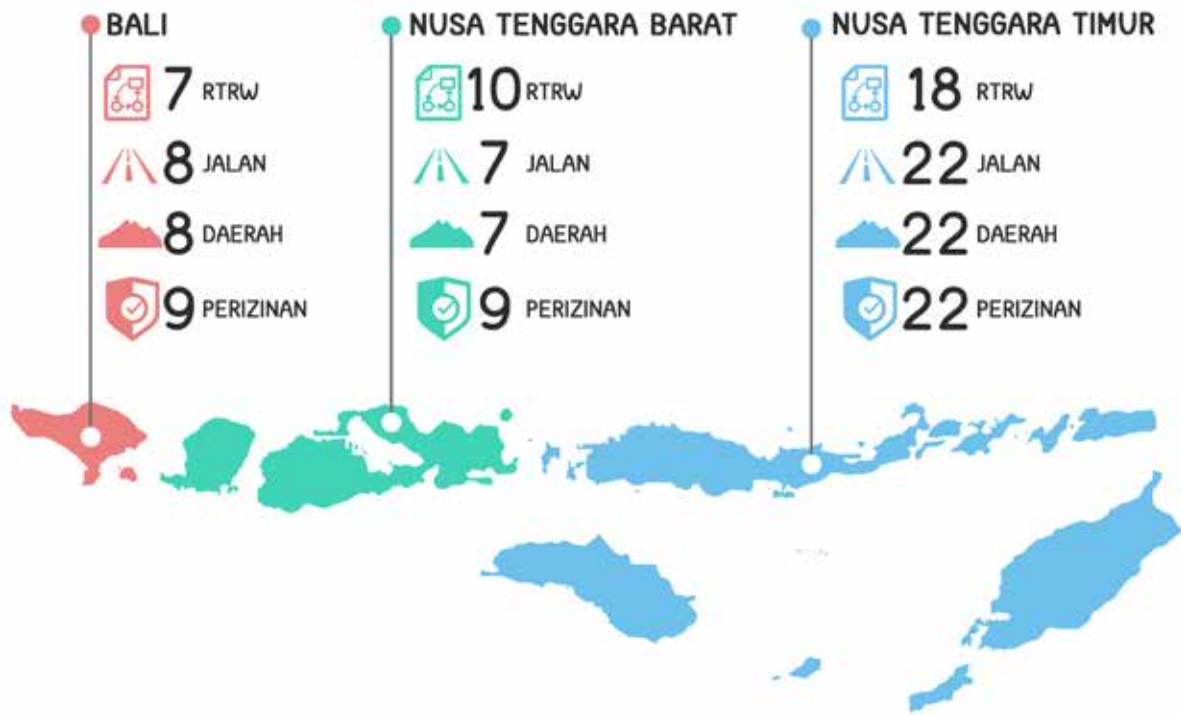 BALI
7 RTRW
8 JALAN
8 DAERAH
9 PERIZINAN
NUSA TENGGARA BARAT
10 RTRW
7 JALAN
7 DAERAH
9 PERIZINAN
NUSA TENGGARA TIMUR
18 RTRW
22 JALAN
22 DAERAH
22 PERIZINAN